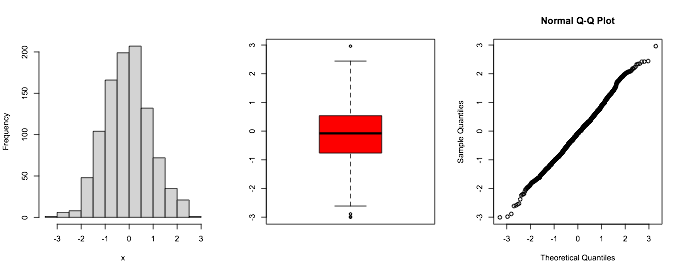 Frequency
200
150
100
50
0
-3 -2 -1 0 1 2 3
x
3
2
1
0
-1
-2
-3
Normal Q-Q Plot
Sample Quantiles
3
2
1
0
-1
-2
-3
-3 -2 -1 0 1 2 3
Theoretical Quantiles